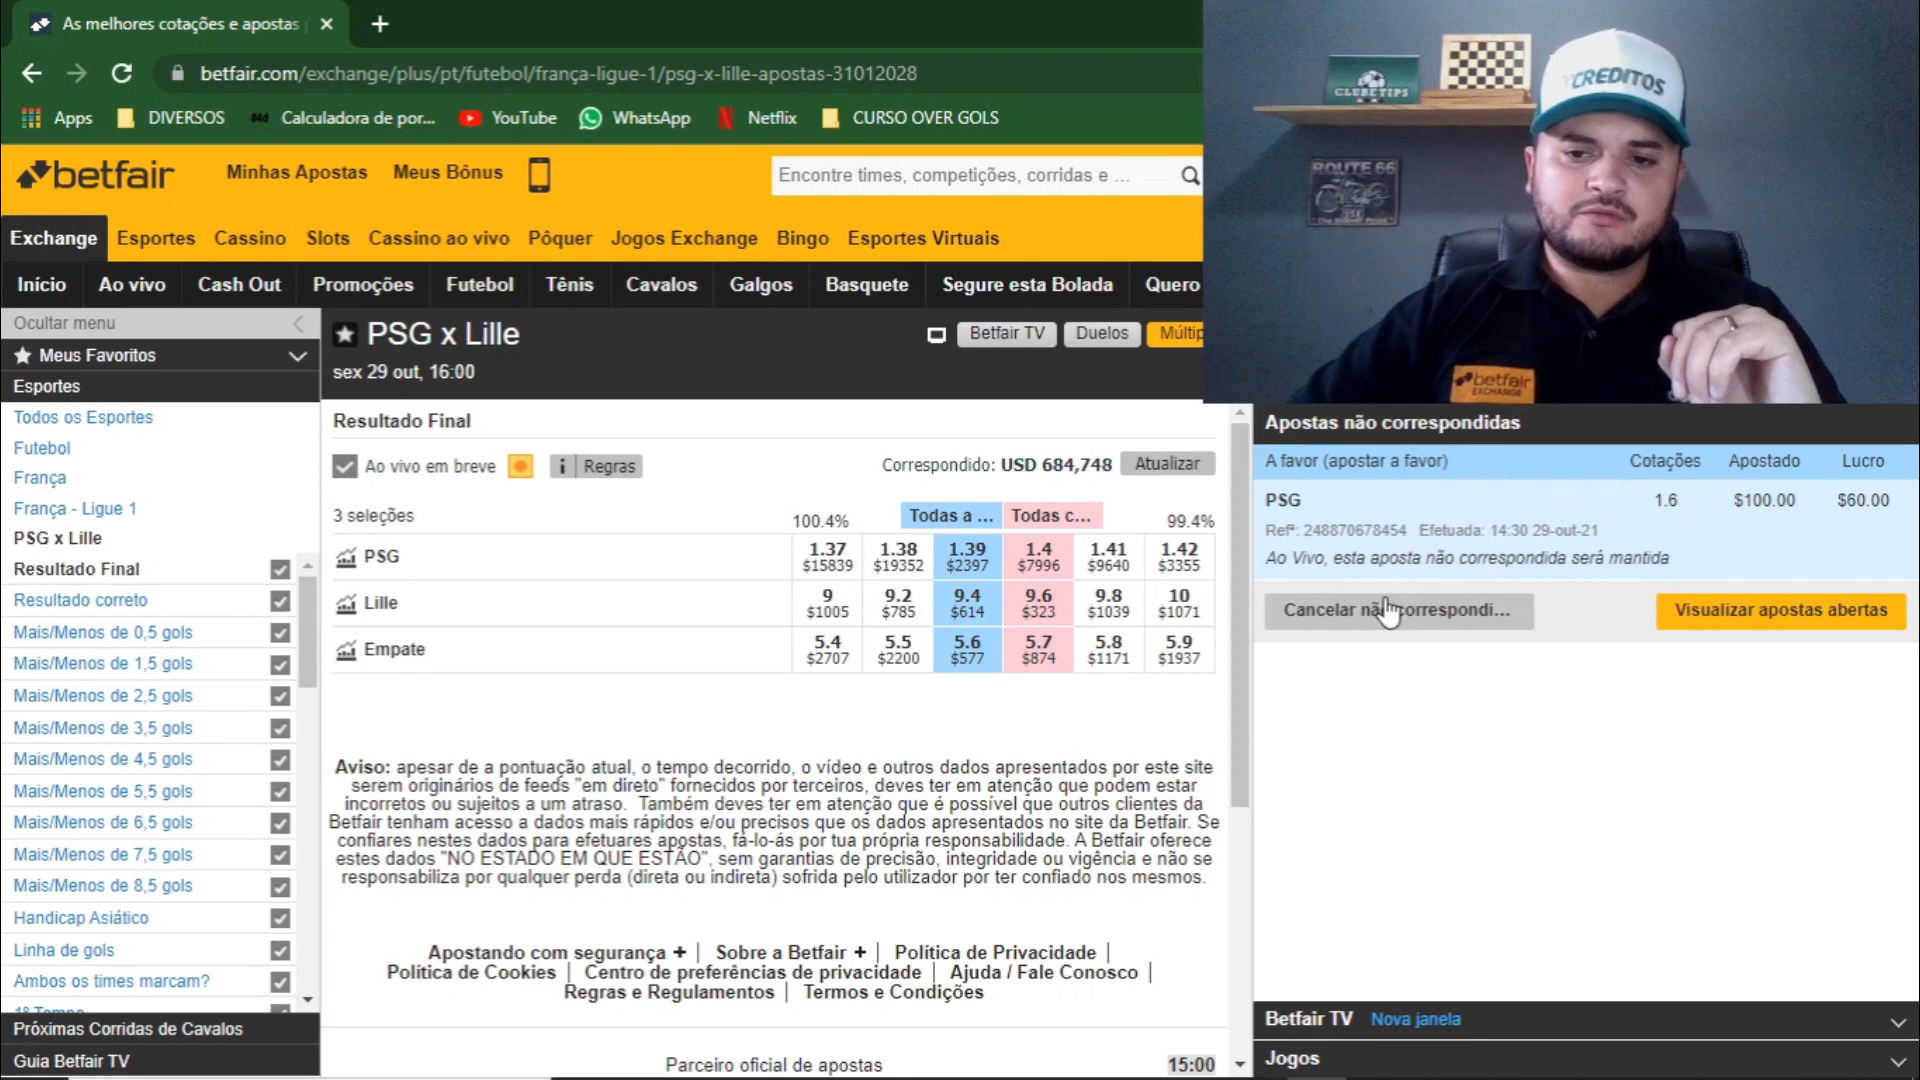 As melhores cotações e apostas
betfair.com/exchange/plus/pt/futebol/frança-ligue-1/psg-x-lille-apostas-31012028
Apps DIVERSOS Calculadora de por... YouTube WhatsApp Netflix CURSO OVER GOLS
CREDITOS
CLUBETIPS
ROUTE 66
betfair
EXCHANGE
betfair Minhas Apostas Meus Bônus Encontre times, competições, corridas e ...
Exchange Esportes Cassino Slots Cassino ao vivo Pôquer Jogos Exchange Bingo Esportes Virtuais
Início Ao vivo Cash Out Promoções Futebol Tênis Cavalos Galgos Basquete Segure esta Bolada Quero
Ocultar menu
Meus Favoritos
Esportes
Todos os Esportes
Futebol
França
França - Ligue 1
PSG x Lille
Resultado Final
Resultado correto
Mais/Menos de 0,5 gols
Mais/Menos de 1,5 gols
Mais/Menos de 2,5 gols
Mais/Menos de 3,5 gols
Mais/Menos de 4,5 gols
Mais/Menos de 5,5 gols
Mais/Menos de 6,5 gols
Mais/Menos de 7,5 gols
Mais/Menos de 8,5 gols
Handicap Asiático
Linha de gols
Ambos os times marcam?
Próximas Corridas de Cavalos
Guia Betfair TV
PSG x Lille Betfair TV Duelos Múltip
sex 29 out, 16:00
Resultado Final
Ao vivo em breve i Regras Correspondido: USD 684,748 Atualizar
3 seleções 100.4% Todas a ... Todas c... 99.4%
PSG 1.37 1.38 1.39 1.4 1.41 1.42
$15839 $19352 $2397 $7996 $9640 $3355
Lille 9 9.2 9.4 9.6 9.8 10
$1005 $785 $614 $323 $1039 $1071
Empate 5.4 5.5 5.6 5.7 5.8 5.9
$2707 $2200 $577 $874 $1171 $1937
Aviso: apesar de a pontuação atual, o tempo decorrido, o vídeo e outros dados apresentados por este site
serem originários de feeds "em direto" fornecidos por terceiros, deves ter em atenção que podem estar
incorretos ou sujeitos a um atraso. Também deves ter em atenção que é possível que outros clientes da
Betfair tenham acesso a dados mais rápidos e/ou precisos que os dados apresentados no site da Betfair. Se
confiares nestes dados para efetuares apostas, fá-lo-ás por tua própria responsabilidade. A Betfair oferece
estes dados "NO ESTADO EM QUE ESTÃO", sem garantias de precisão, integridade ou vigência e não se
responsabiliza por qualquer perda (direta ou indireta) sofrida pelo utilizador por ter confiado nos mesmos.
Apostando com segurança + | Sobre a Betfair + | Política de Privacidade |
Política de Cookies | Centro de preferências de privacidade | Ajuda / Fale Conosco |
Regras e Regulamentos | Termos e Condições
Parceiro oficial de apostas 15:00
Apostas não correspondidas
A favor (apostar a favor) Cotações Apostado Lucro
PSG 1.6 $100.00 $60.00
Refª: 248870678454 Efetuada: 14:30 29-out-21
Ao Vivo, esta aposta não correspondida será mantida
Cancelar não correspondi... Visualizar apostas abertas
Betfair TV Nova janela
Jogos